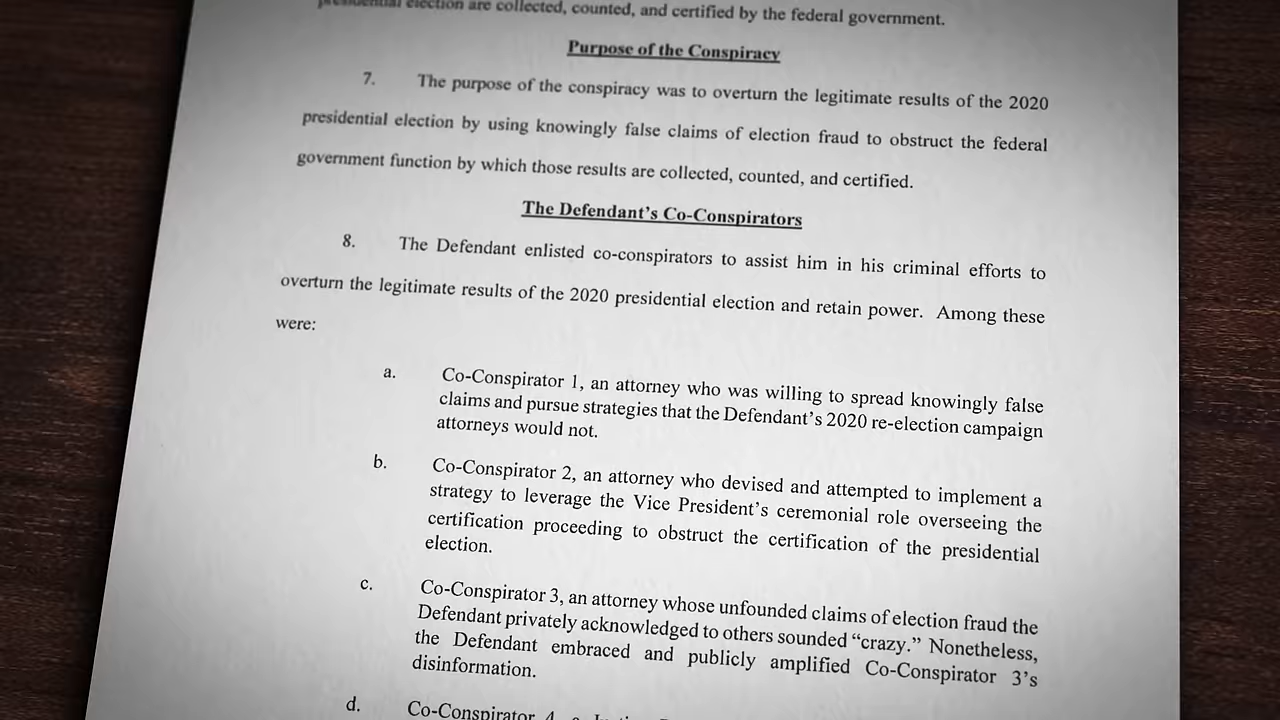 presidential election are collected, counted, and certified by the federal government.
Purpose of the Conspiracy
7. The purpose of the conspiracy was to overturn the legitimate results of the 2020
presidential election by using knowingly false claims of election fraud to obstruct the federal
government function by which those results are collected, counted, and certified.
The Defendant's Co-Conspirators
8. The Defendant enlisted co-conspirators to assist him in his criminal efforts to
overturn the legitimate results of the 2020 presidential election and retain power. Among these
were:
a. Co-Conspirator 1, an attorney who was willing to spread knowingly false
claims and pursue strategies that the Defendant's 2020 re-election campaign
attorneys would not.
b. Co-Conspirator 2, an attorney who devised and attempted to implement a
strategy to leverage the Vice President's ceremonial role overseeing the
certification proceeding to obstruct the certification of the presidential
election.
c. Co-Conspirator 3, an attorney whose unfounded claims of election fraud the
Defendant privately acknowledged to others sounded “crazy.” Nonetheless,
the Defendant embraced and publicly amplified Co-Conspirator 3's
disinformation.
d. Co-Conspirator 4, a